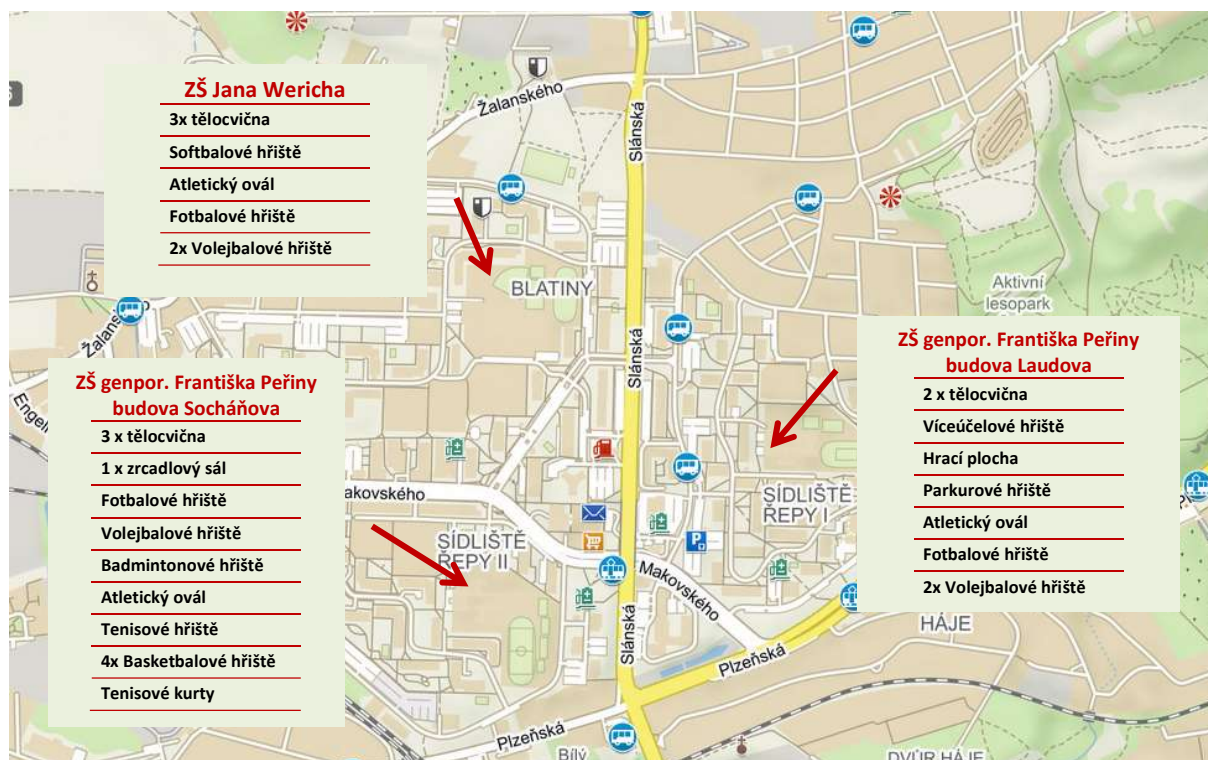 ZŠ Jana Wericha
3x tělocvična
Softbalové hřiště
Atletický ovál
Fotbalové hřiště
2x Volejbalové hřiště
ZŠ genpor. Františka Peřiny
budova Socháňova
3 x tělocvična
1 x zrcadlový sál
Fotbalové hřiště
Volejbalové hřiště
Badmintonové hřiště
Atletický ovál
Tenisové hřiště
4x Basketbalové hřiště
Tenisové kurty
ZŠ genpor. Františka Peřiny
budova Laudova
2 x tělocvična
Víceúčelové hřiště
Hrací plocha
Parkurové hřiště
Atletický ovál
Fotbalové hřiště
2x Volejbalové hřiště
Žalanského
Slánská
BLATINY
Aktivní
lesopark
Žalans
Slánská
Engel
akovského
SÍDLIŠTĚ
ŘEPY II
SÍDLIŠTĚ
ŘEPY I
P
Makovského
Slánská
Plzeňská
HÁJE
Plzeňská
Bílý
DVŮR HÁJE